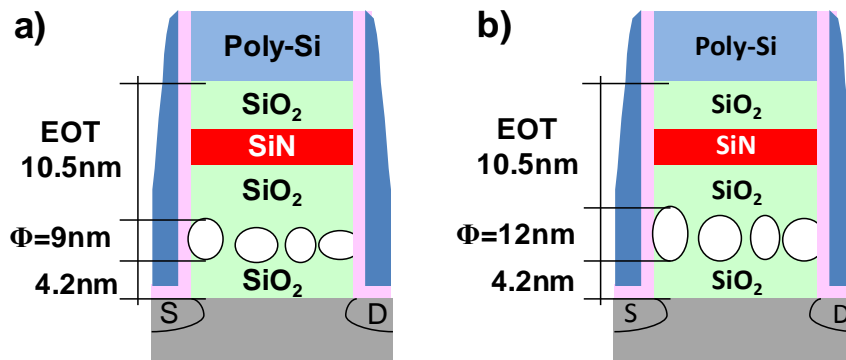 a)
Poly-Si
SiO₂
EOT
10.5nm
SiN
SiO₂
Φ=9nm
4.2nm
SiO₂
S
D
b)
Poly-Si
SiO₂
EOT
10.5nm
SiN
SiO₂
Φ=12nm
4.2nm
SiO₂
S
D